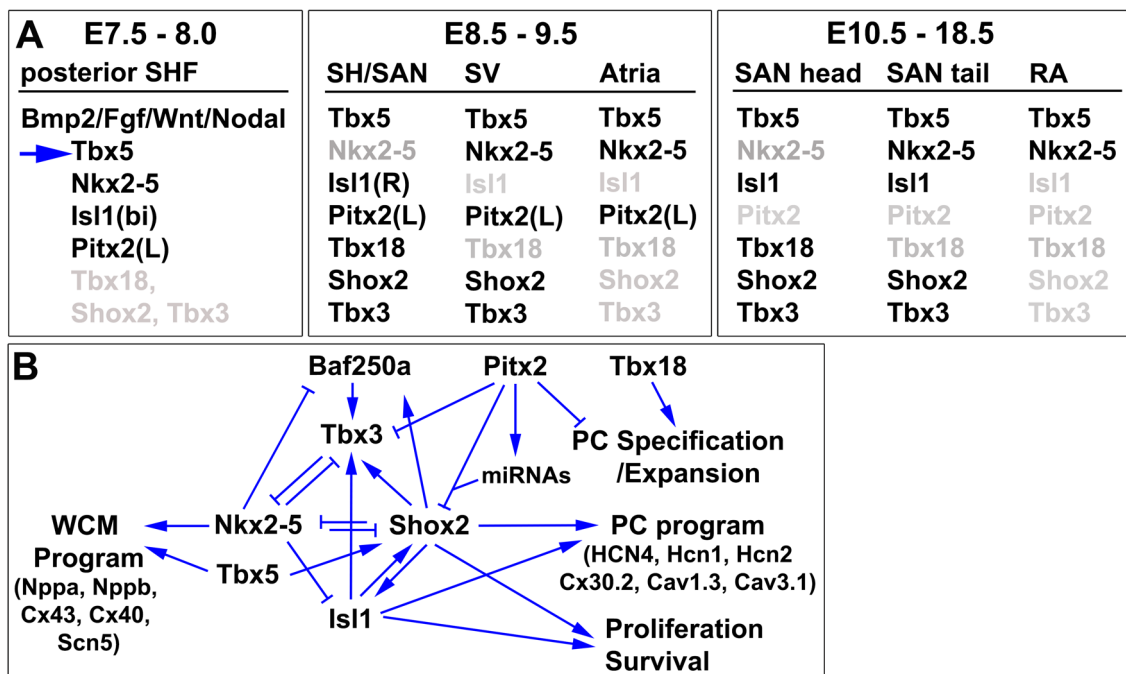 A
E7.5 - 8.0
posterior SHF
Bmp2/Fgf/Wnt/Nodal
Tbx5
Nkx2-5
Isl1(bi)
Pitx2(L)
Tbx18,
Shox2, Tbx3
E8.5 - 9.5
SH/SAN SV Atria
Tbx5 Tbx5 Tbx5
Nkx2-5 Nkx2-5 Nkx2-5
Isl1(R) Isl1 Isl1
Pitx2(L) Pitx2(L) Pitx2(L)
Tbx18 Tbx18 Tbx18
Shox2 Shox2 Shox2
Tbx3 Tbx3 Tbx3
E10.5 - 18.5
SAN head SAN tail RA
Tbx5 Tbx5 Tbx5
Nkx2-5 Nkx2-5 Nkx2-5
Isl1 Isl1 Isl1
Pitx2 Pitx2 Pitx2
Tbx18 Tbx18 Tbx18
Shox2 Shox2 Shox2
Tbx3 Tbx3 Tbx3
B
Baf250a Pitx2 Tbx18
Tbx3
PC Specification
/Expansion
miRNAs
Nkx2-5 Shox2
WCM
Program
(Nppa, Nppb,
Cx43, Cx40,
Scn5)
Tbx5
Isl1
PC program
(HCN4, Hcn1, Hcn2
Cx30.2, Cav1.3, Cav3.1)
Proliferation
Survival